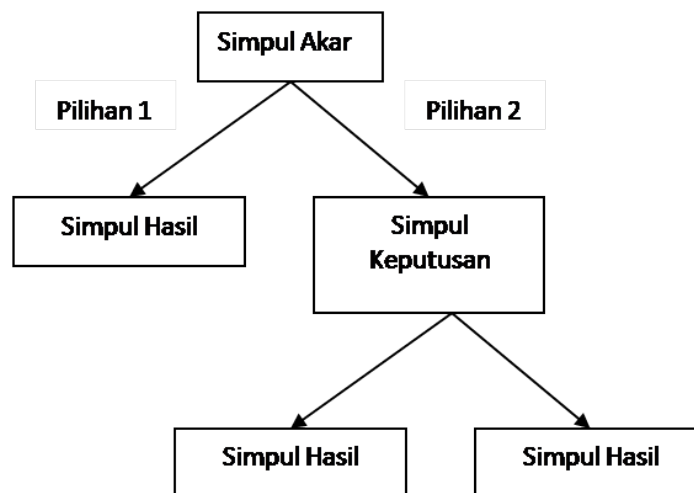 Simpul Akar
Pilihan 1
Pilihan 2
Simpul Hasil
Simpul
Keputusan
Simpul Hasil
Simpul Hasil